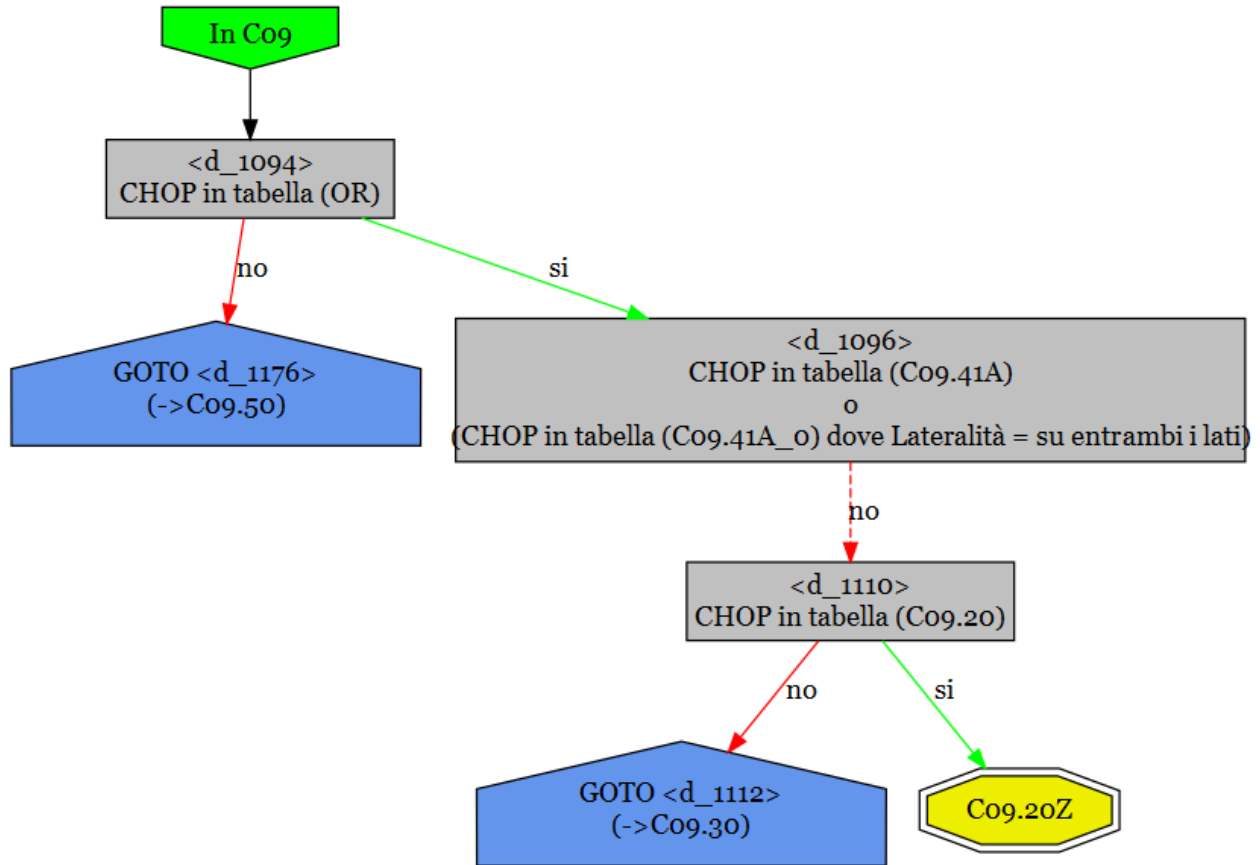 In C09
<d_1094>
CHOP in tabella (OR)
no
si
GOTO <d_1176>
(->C09.50)
<d_1096>
CHOP in tabella (C09.41A)
o
(CHOP in tabella (C09.41A_0) dove Lateralità = su entrambi i lati)
no
<d_1110>
CHOP in tabella (C09.20)
no
si
GOTO <d_1112>
(->C09.30)
C09.20Z